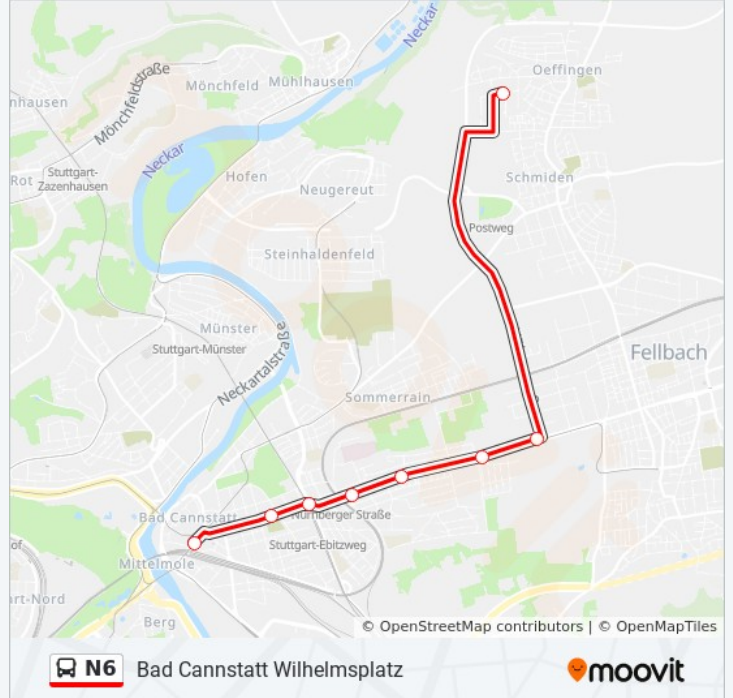 Neckar
Oeffingen
Mönchfeldstraße
Mönchfeld
Mühlhausen
nhausen
Neckar
Rot
Stuttgart-
Zazenhausen
Hofen
Neugereut
Schmiden
Postweg
Steinhaldenfeld
Münster
Stuttgart-Münster
Neckartalstraße
Fellbach
Sommerrain
Bad Cannstatt
Nürnberger Straße
Stuttgart-Ebitzweg
of
Mittelmole
art-Nord
Berg
© OpenStreetMap contributors | © OpenMapTiles
N6 Bad Cannstatt Wilhelmsplatz
moovit